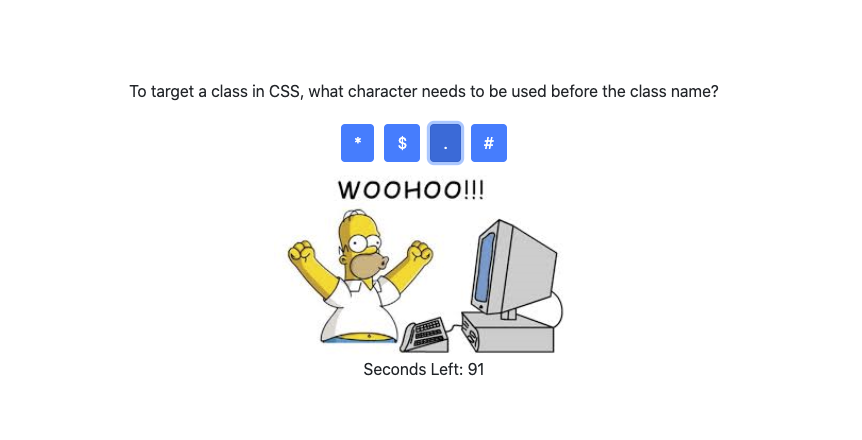 To target a class in CSS, what character needs to be used before the class name?
* $ . #
WOOHOO!!!
Seconds Left: 91